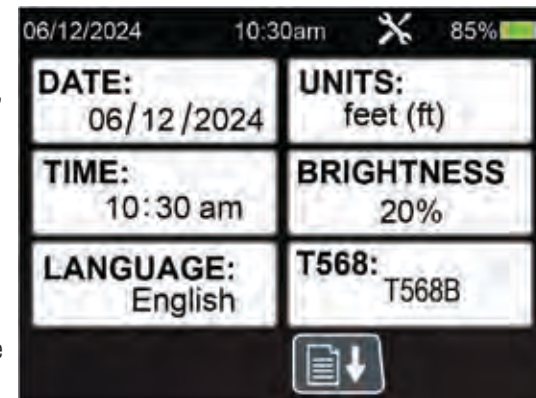 06/12/2024 10:30am 85%
DATE:
06/12/2024
UNITS:
feet (ft)
TIME:
10:30 am
BRIGHTNESS
20%
LANGUAGE:
English
T568:
T568B